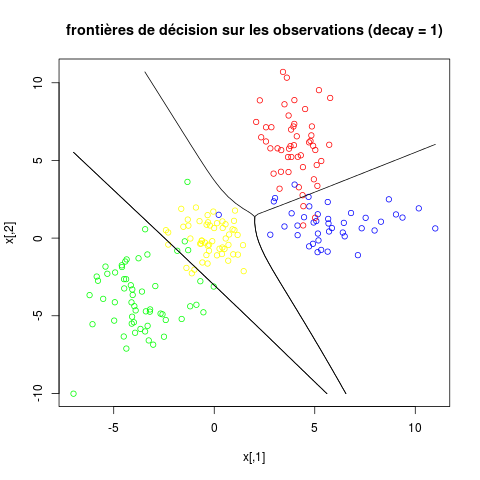 frontières de décision sur les observations (decay = 1)
10
5
0
-5
-10
x[,2]
-5 0 5 10
x[,1]